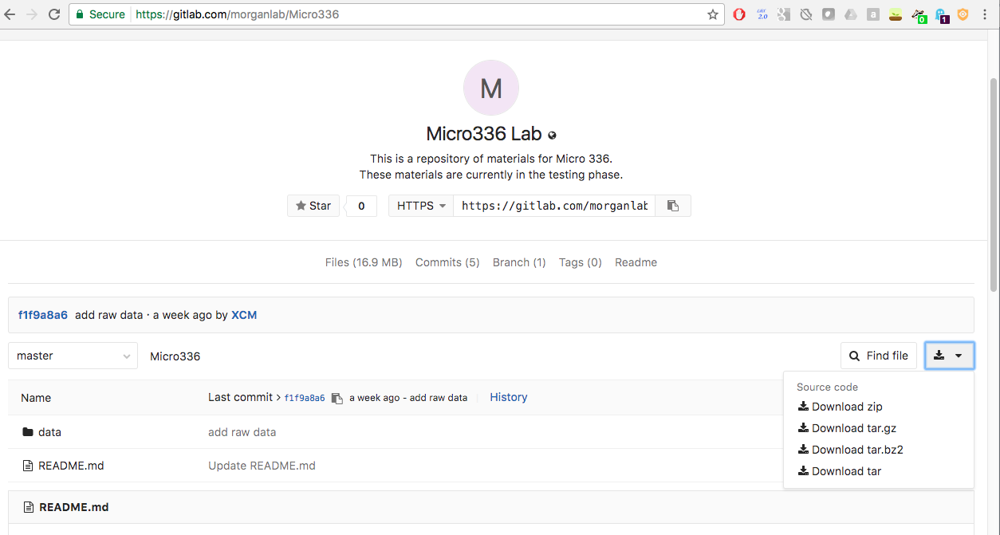 Secure https://gitlab.com/morganlab/Micro336
0 1
M
Micro336 Lab
This is a repository of materials for Micro 336.
These materials are currently in the testing phase.
Star 0 HTTPS https://gitlab.com/morganlab
Files (16.9 MB) Commits (5) Branch (1) Tags (0) Readme
f1f9a8a6 add raw data · a week ago by XCM
master Micro336 Find file
Name Last commit > f1f9a8a6 a week ago - add raw data History
data add raw data
README.md Update README.md
Source code
Download zip
Download tar.gz
Download tar.bz2
Download tar
README.md